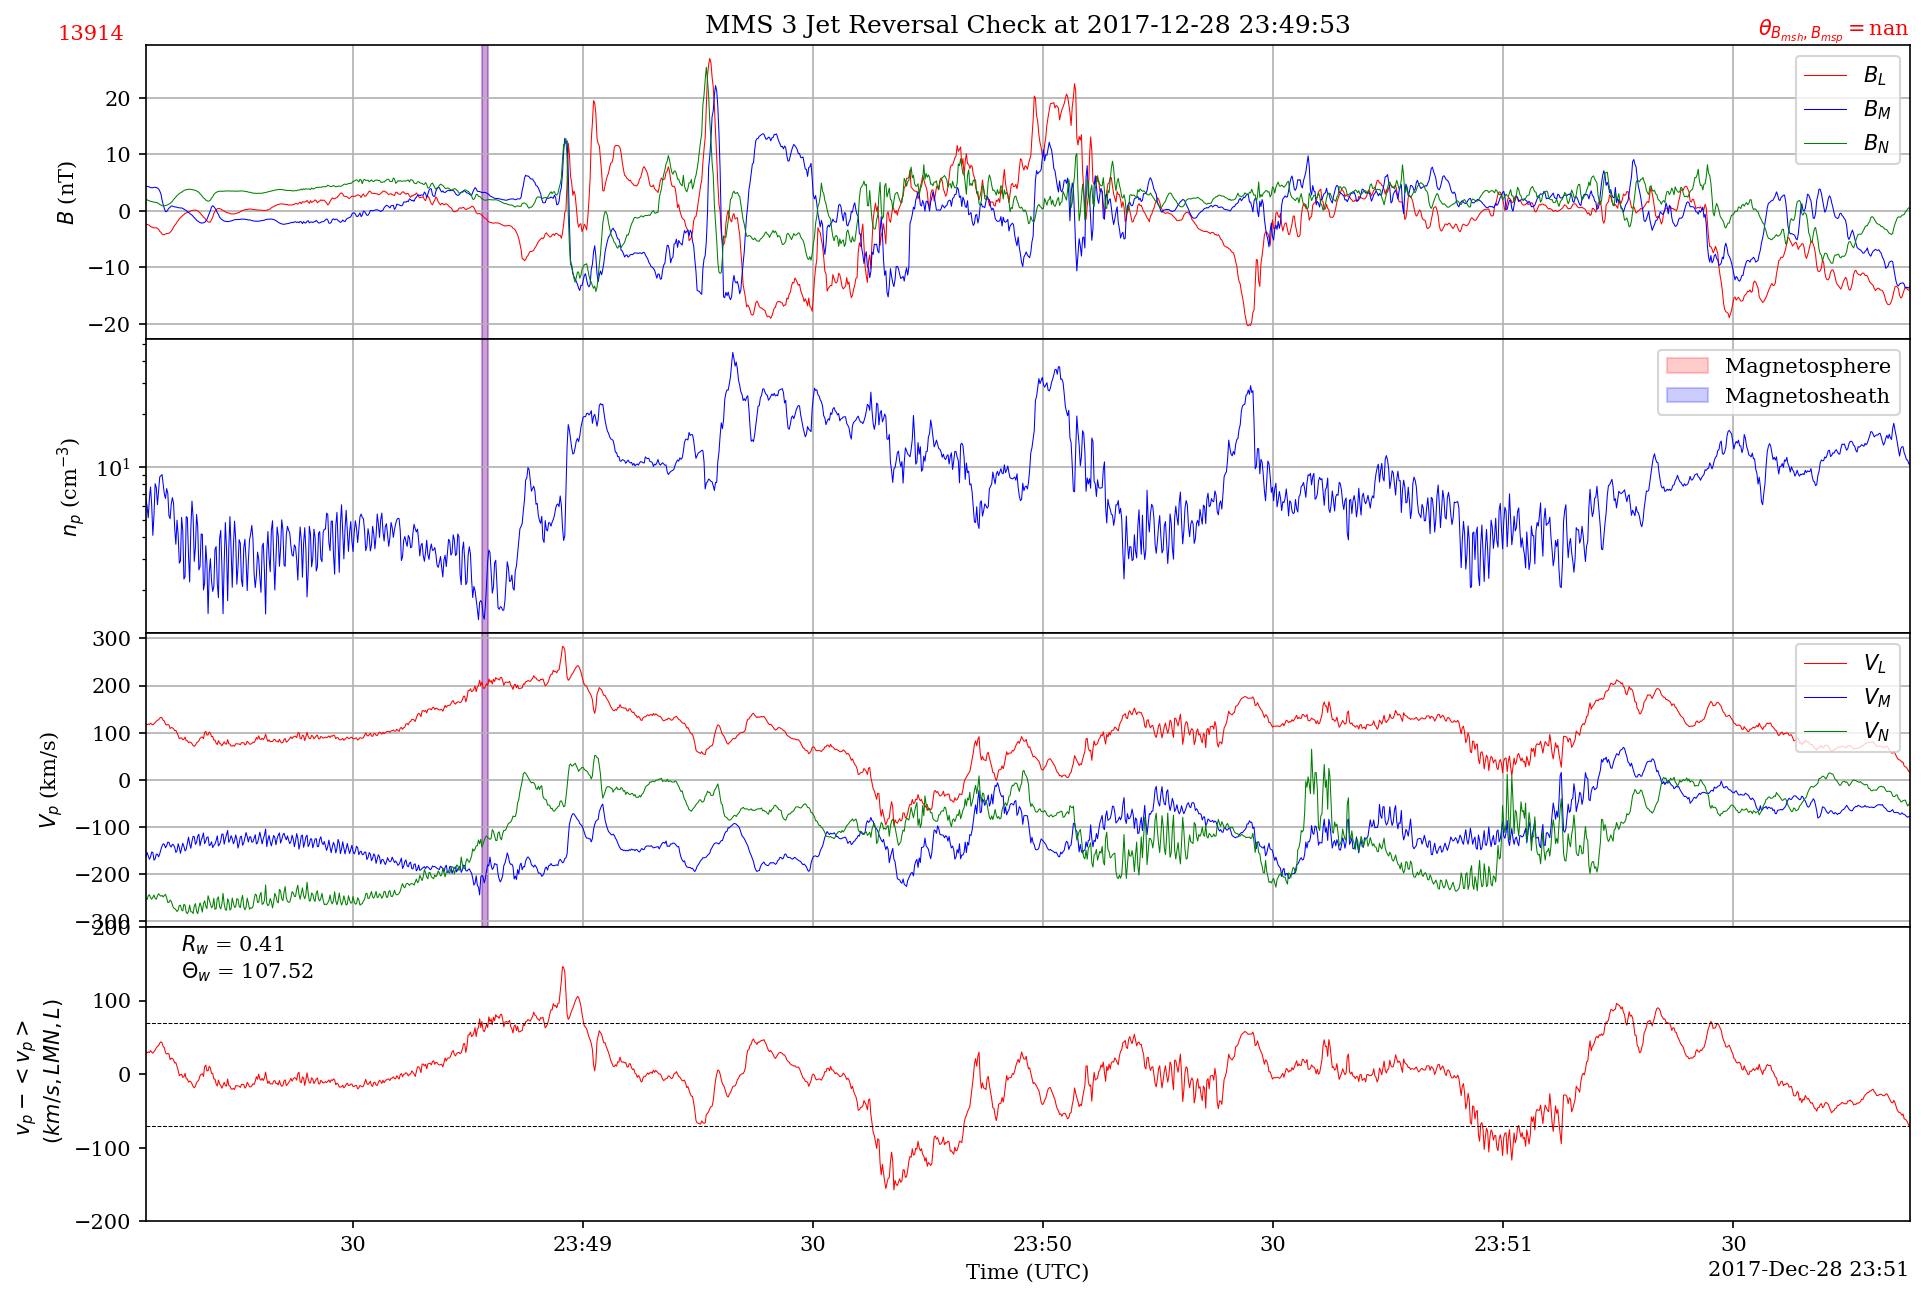 MMS 3 Jet Reversal Check at 2017-12-28 23:49:53
13914
θ_{B_{msh}, B_{msp}} = nan
B (nT)
20
10
0
−10
−20
B_L
B_M
B_N
n_p (cm^{−3})
10^1
Magnetosphere
Magnetosheath
V_p (km/s)
300
200
100
0
−100
−200
−300
V_L
V_M
V_N
v_p − < v_p >
(km/s, LMN, L)
200
100
0
−100
−200
R_w = 0.41
Θ_w = 107.52
30
23:49
30
23:50
30
23:51
30
Time (UTC)
2017-Dec-28 23:51